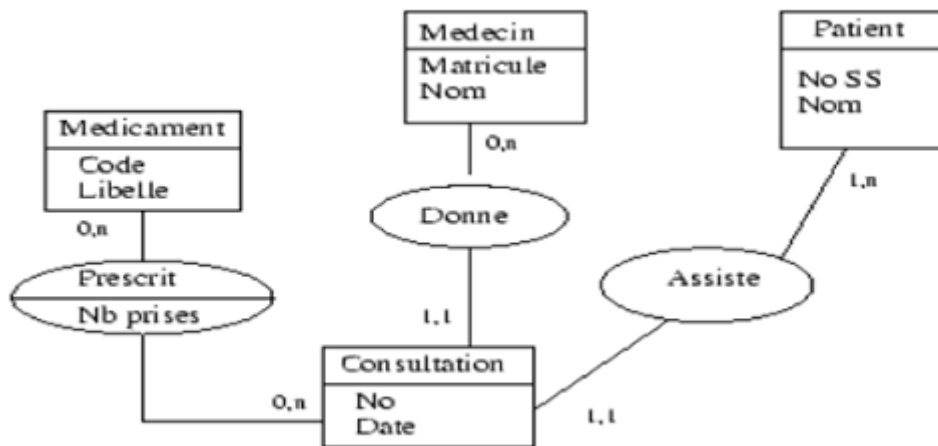 Medecin
Matricule
Nom
0,n
Patient
No SS
Nom
1,n
Medicament
Code
Libelle
0,n
Donne
Prescrit
Nb prises
Assiste
1,1
Consultation
No
Date
0,n
1,1